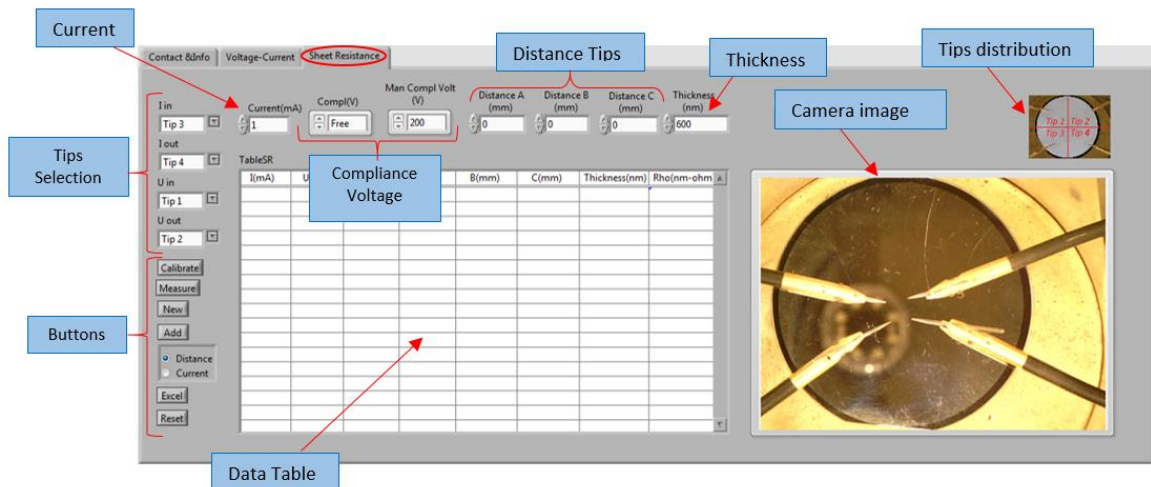 Current
Distance Tips
Thickness
Tips distribution
Camera image
Contact &Info
Voltage-Current
Sheet Resistance
I in
Tip 3
I out
Tip 4
U in
Tip 1
U out
Tip 2
Tips
Selection
Current(mA)
1
Compl(V)
Free
Man Compl Volt
(V)
200
Distance A
(mm)
0
Distance B
(mm)
0
Distance C
(mm)
0
Thickness
(nm)
600
Tip 1 Tip 2
Tip 3 Tip 4
Compliance
Voltage
TableSR
I(mA) U B(mm) C(mm) Thickness(nm) Rho(nm-ohm
Calibrate
Measure
New
Add
Distance
Current
Excel
Reset
Buttons
Data Table